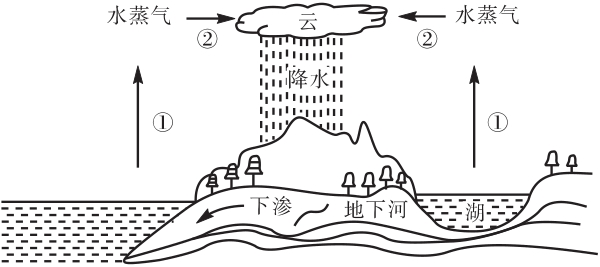 水蒸气
②
云
②
水蒸气
降水
①
①
下渗
地下河
湖